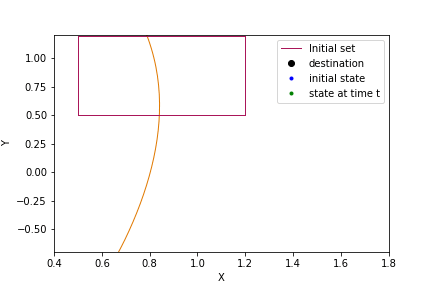 Initial set
destination
initial state
state at time t
1.00
0.75
0.50
0.25
0.00
−0.25
−0.50
Y
0.4 0.6 0.8 1.0 1.2 1.4 1.6 1.8
X